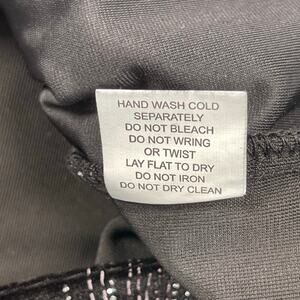 HAND WASH COLD
SEPARATELY
DO NOT BLEACH
DO NOT WRING
OR TWIST
LAY FLAT TO DRY
DO NOT IRON
DO NOT DRY CLEAN